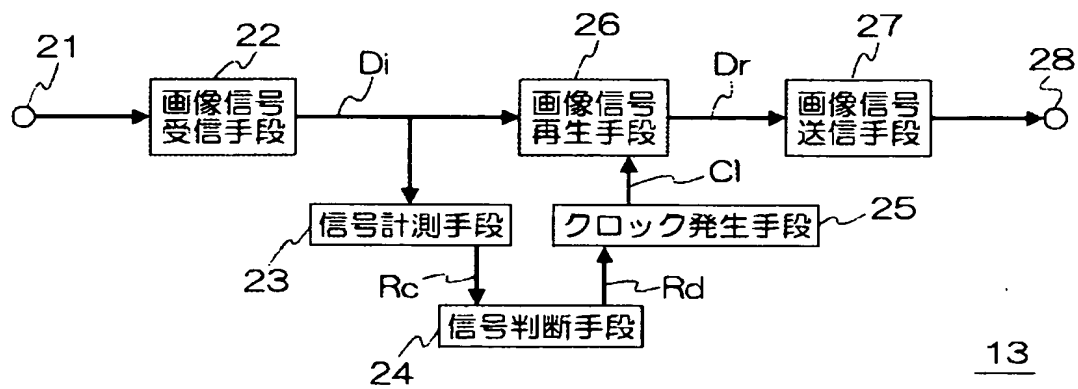 21
22
26
27
28
Di
Dr
画像信号
受信手段
画像信号
再生手段
画像信号
送信手段
Cl
信号計測手段
クロック発生手段
25
23
Rc
Rd
信号判断手段
24
13